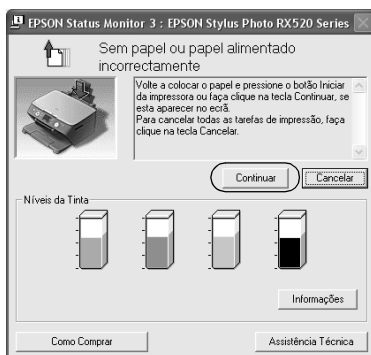 EPSON Status Monitor 3 : EPSON Stylus Photo RX520 Series
Sem papel ou papel alimentado
incorrectamente
Volte a colocar o papel e pressione o botão Iniciar
da impressora ou faça clique na tecla Continuar, se
esta aparecer no ecrã.
Para cancelar todas as tarefas de impressão, faça
clique na tecla Cancelar.
Continuar
Cancelar
Níveis da Tinta
Informações
Como Comprar
Assistência Técnica